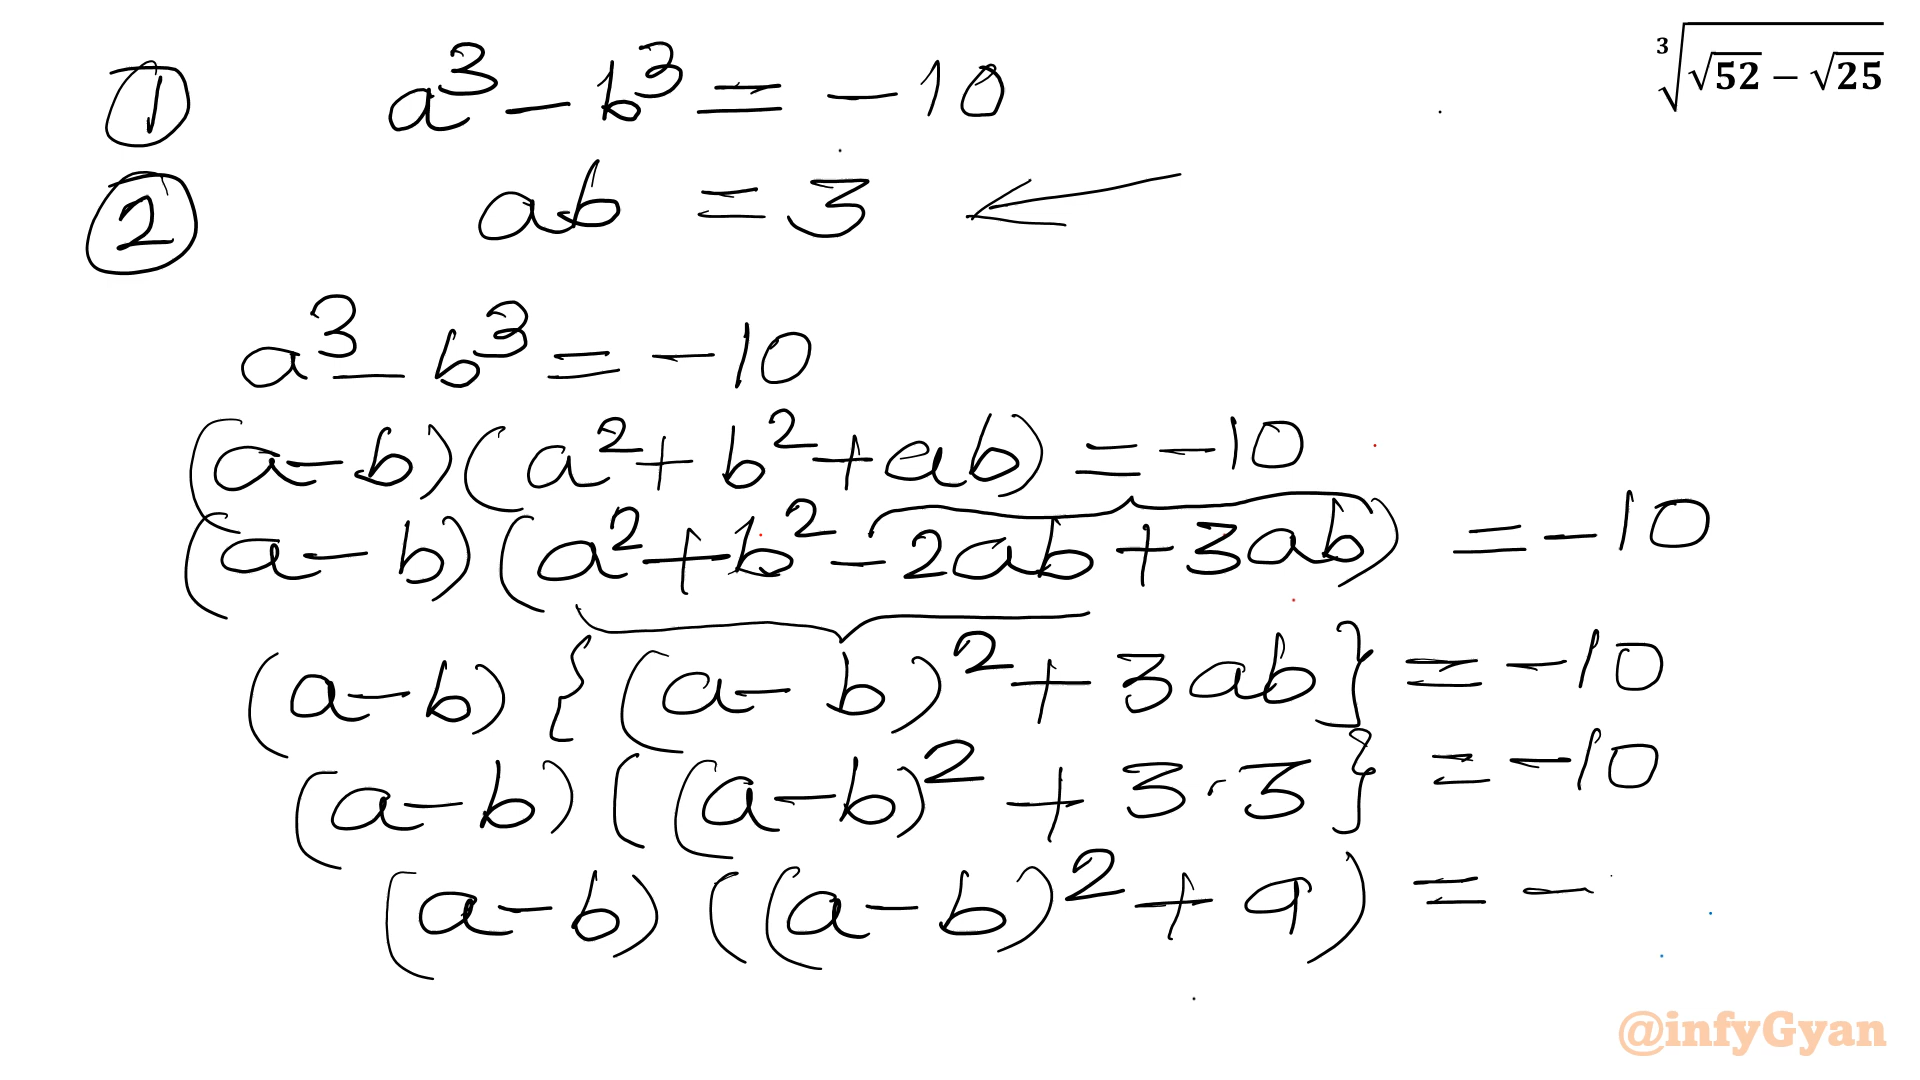 ∛(√52 − √25)
① a³ − b³ = −10
② ab = 3 ←
a³ − b³ = −10
(a−b)(a²+b²+ab) = −10
(a−b)(a²+b²−2ab+3ab) = −10
(a−b){(a−b)²+3ab} = −10
(a−b)((a−b)²+3·3} = −10
(a−b)((a−b)²+9) = −
@infyGyan